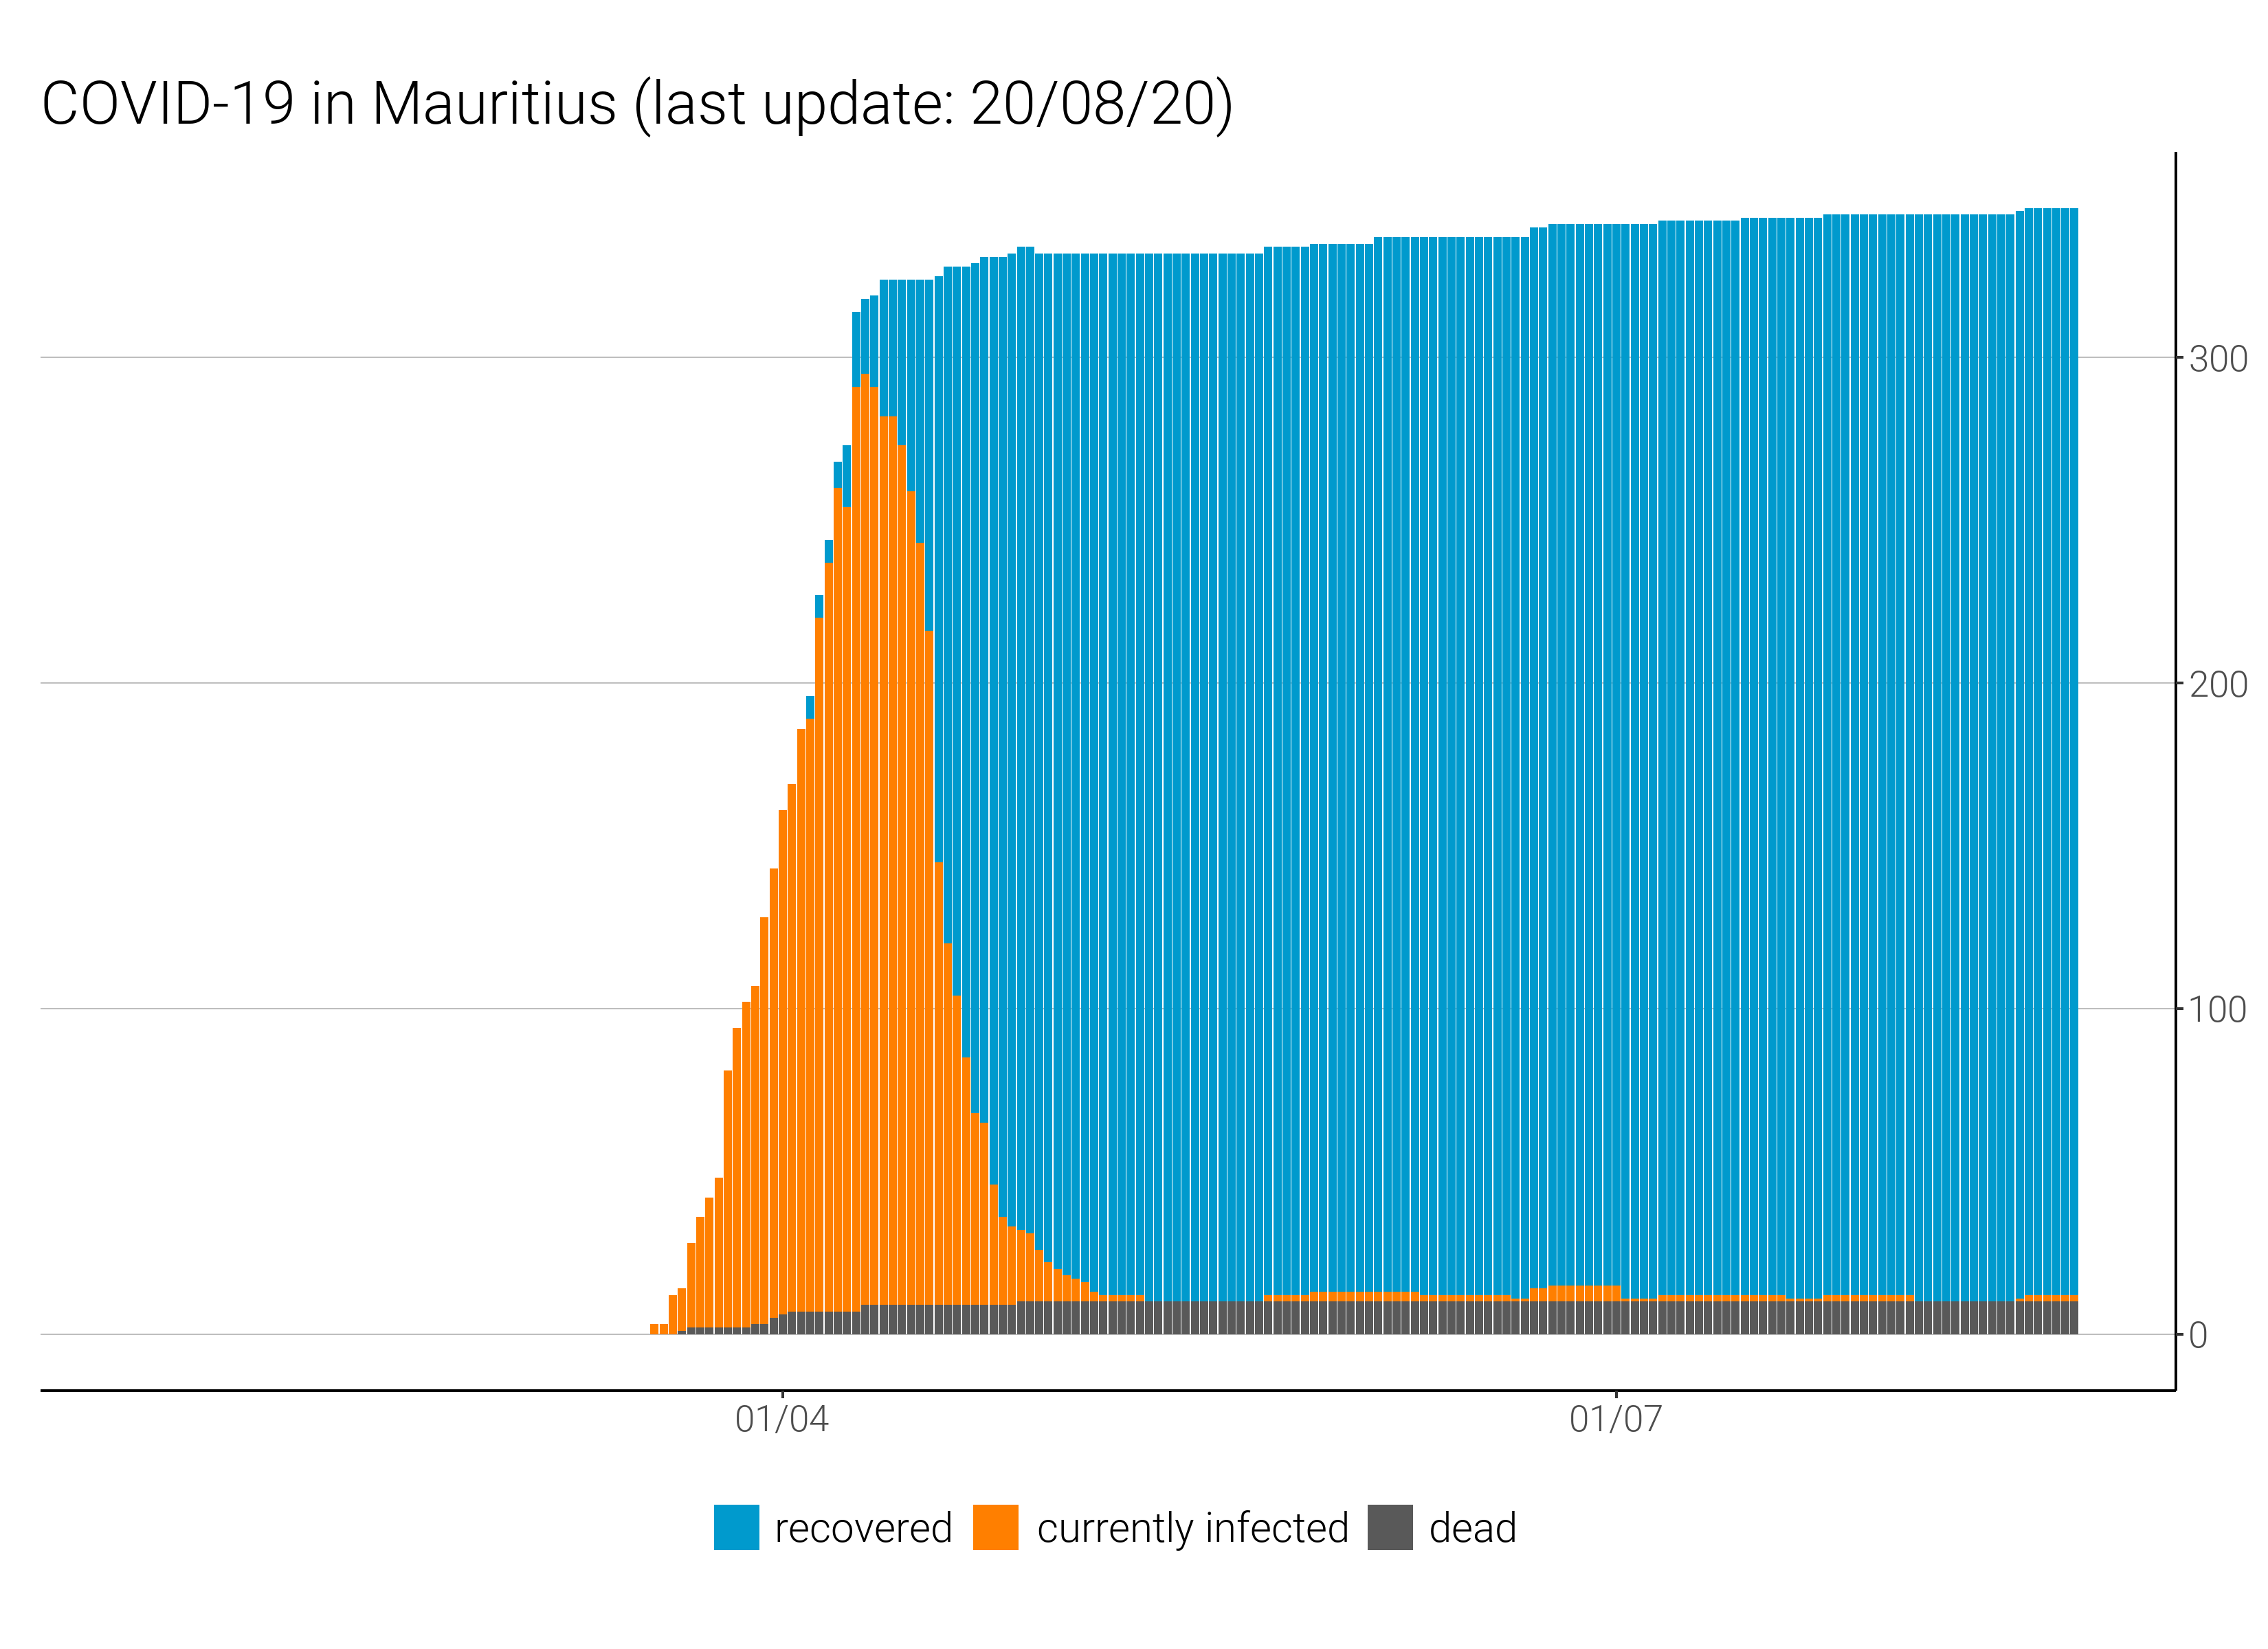 COVID-19 in Mauritius (last update: 20/08/20)
300
200
100
0
01/04 01/07
recovered currently infected dead